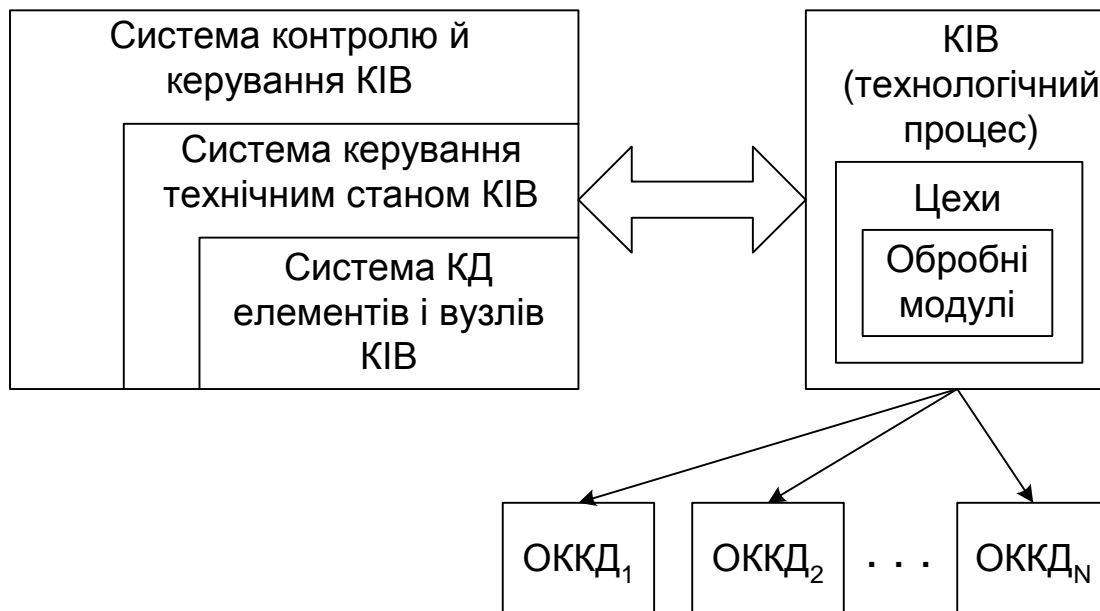 Система контролю й
керування КІВ
Система керування
технічним станом КІВ
Система КД
елементів і вузлів
КІВ
КІВ
(технологічний
процес)
Цехи
Обробні
модулі
ОККД₁ ОККД₂ . . . ОККДN